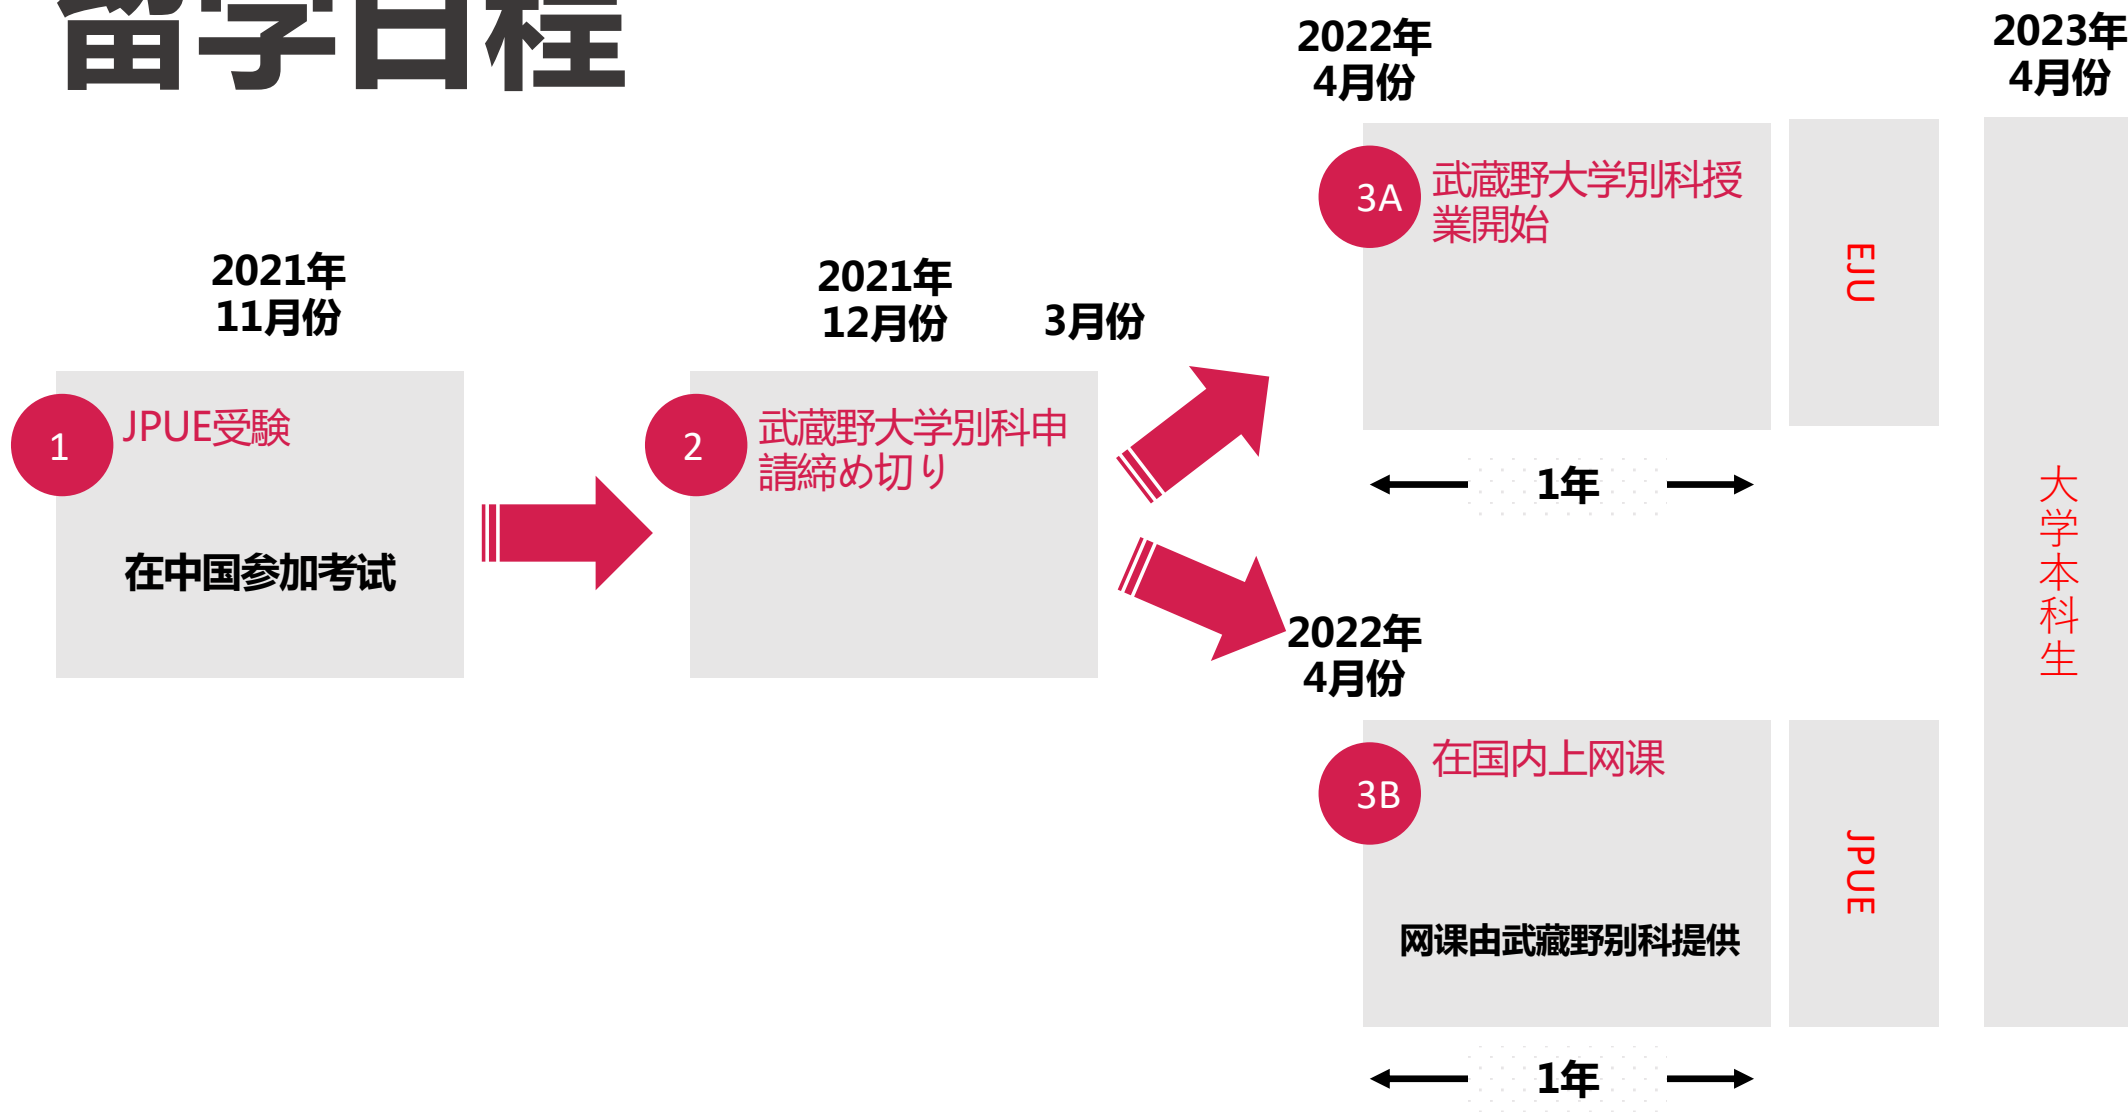 留学日程
2021年
11月份
1
JPUE受験
在中国参加考试
2021年
12月份
3月份
2
武蔵野大学別科申
請締め切り
2022年
4月份
3A
武蔵野大学別科授
業開始
1年
EJU
2022年
4月份
3B
在国内上网课
网课由武藏野别科提供
1年
JPUE
2023年
4月份
大学本科生